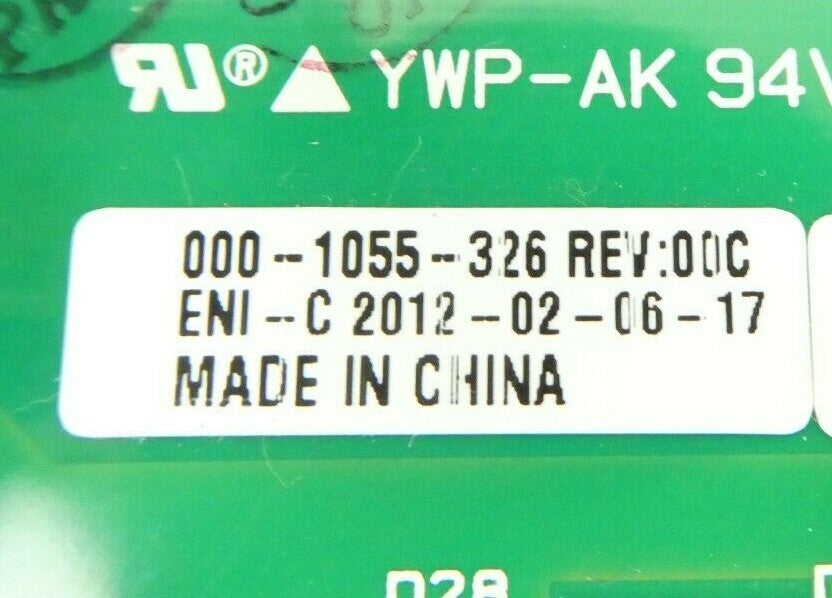 ® YWP-AK 94V
000-1055-326 REV:00C
ENI-C 2012-02-06-17
MADE IN CHINA
D28